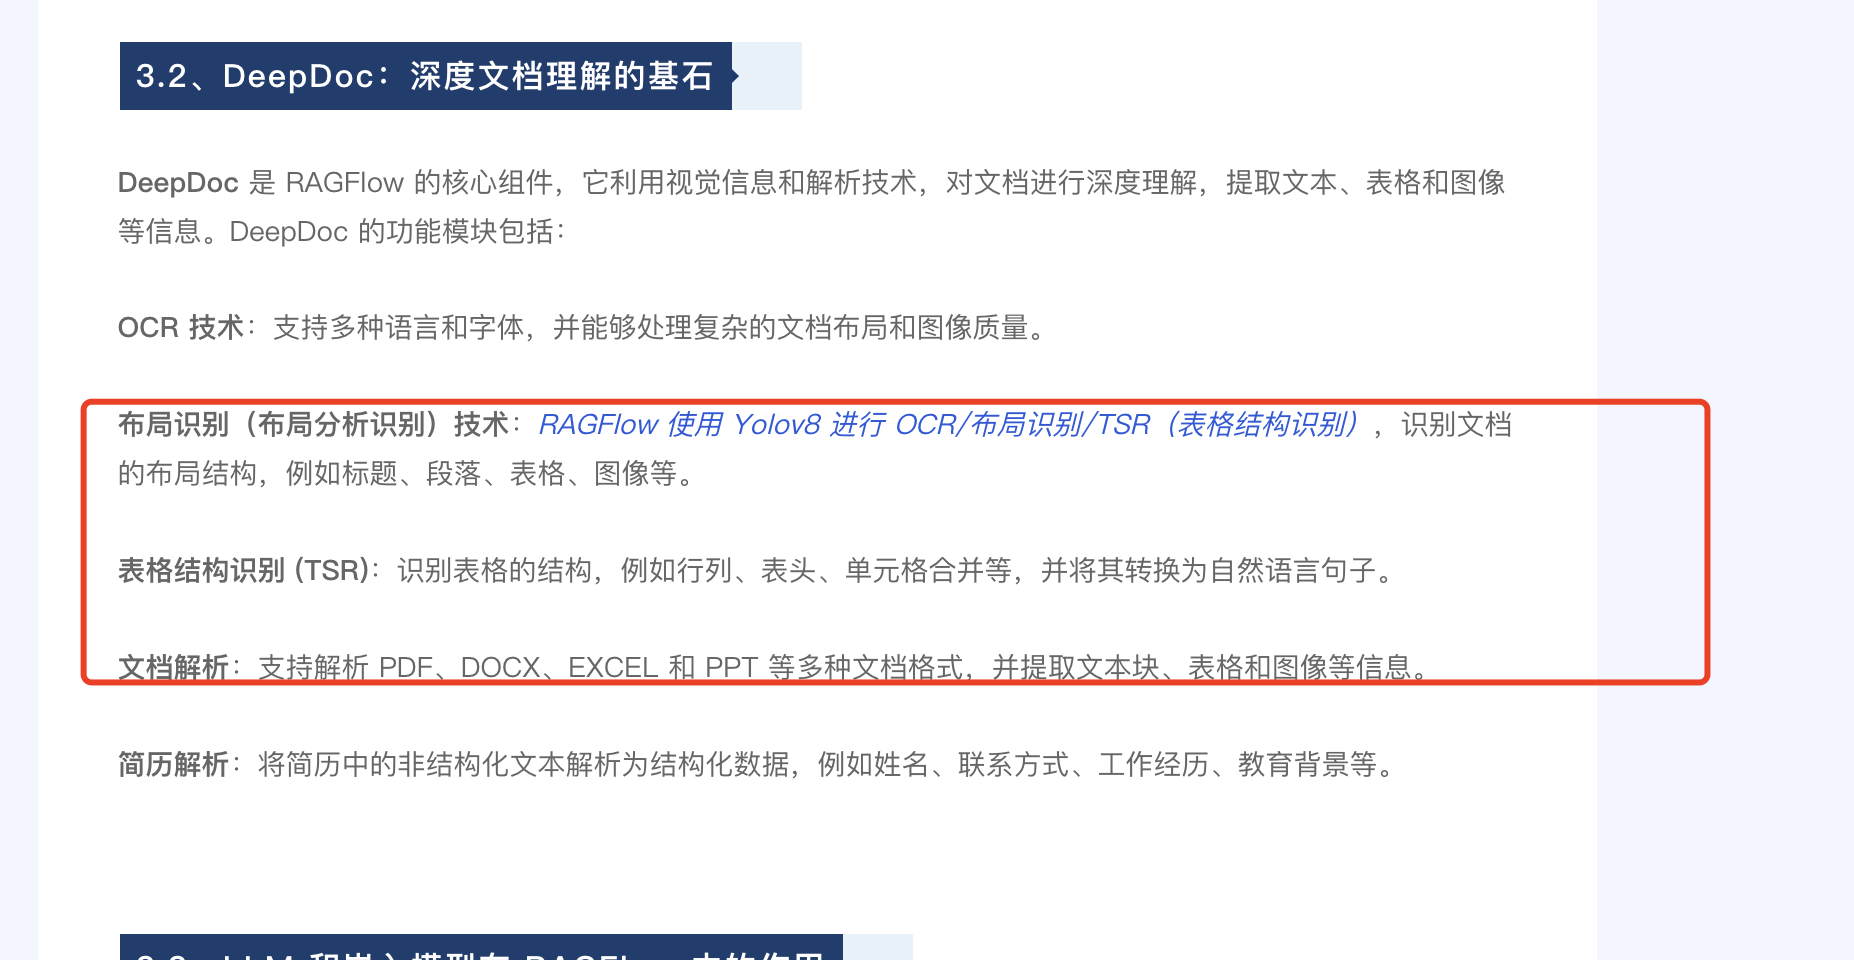 3.2、DeepDoc：深度文档理解的基石
DeepDoc 是 RAGFlow 的核心组件，它利用视觉信息和解析技术，对文档进行深度理解，提取文本、表格和图像
等信息。DeepDoc 的功能模块包括：
OCR 技术：支持多种语言和字体，并能够处理复杂的文档布局和图像质量。
布局识别（布局分析识别）技术：RAGFlow 使用 Yolov8 进行 OCR/布局识别/TSR（表格结构识别），识别文档
的布局结构，例如标题、段落、表格、图像等。
表格结构识别 (TSR)：识别表格的结构，例如行列、表头、单元格合并等，并将其转换为自然语言句子。
文档解析：支持解析 PDF、DOCX、EXCEL 和 PPT 等多种文档格式，并提取文本块、表格和图像等信息。
简历解析：将简历中的非结构化文本解析为结构化数据，例如姓名、联系方式、工作经历、教育背景等。
LLM 和嵌入模型在 RAGFlow 中的作用